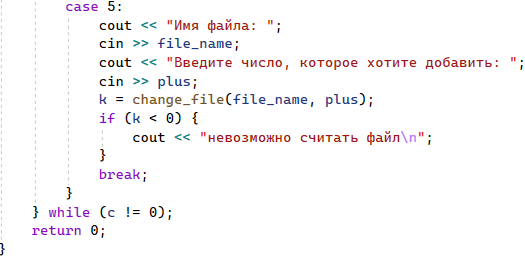 case 5:
cout << "Имя файла: ";
cin >> file_name;
cout << "Введите число, которое хотите добавить: ";
cin >> plus;
k = change_file(file_name, plus);
if (k < 0) {
cout << "невозможно считать файл\n";
}
break;
}
} while (c != 0);
return 0;
}